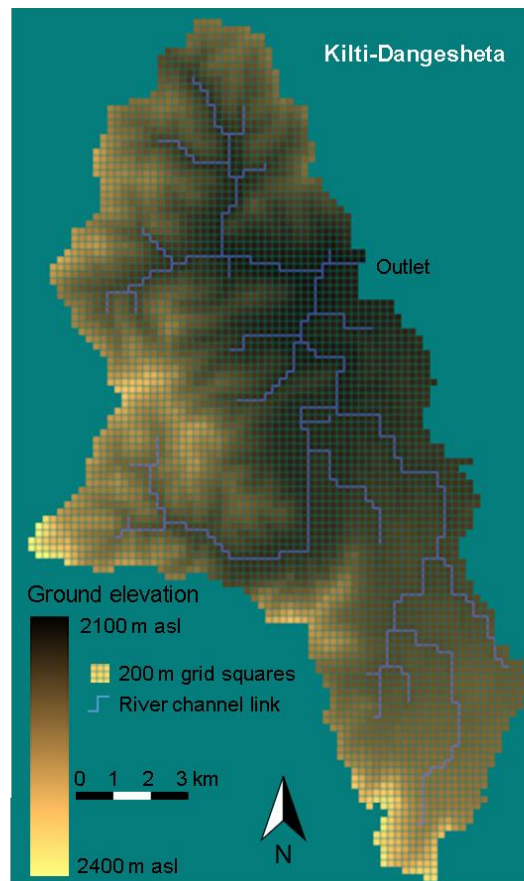 Kilti-Dangesheta
Outlet
Ground elevation
2100 m asl
200 m grid squares
River channel link
0 1 2 3 km
N
2400 m asl